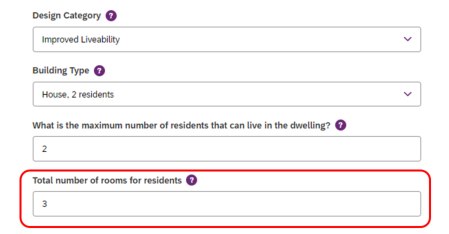 Design Category ?
Improved Liveability
Building Type ?
House, 2 residents
What is the maximum number of residents that can live in the dwelling? ?
2
Total number of rooms for residents ?
3